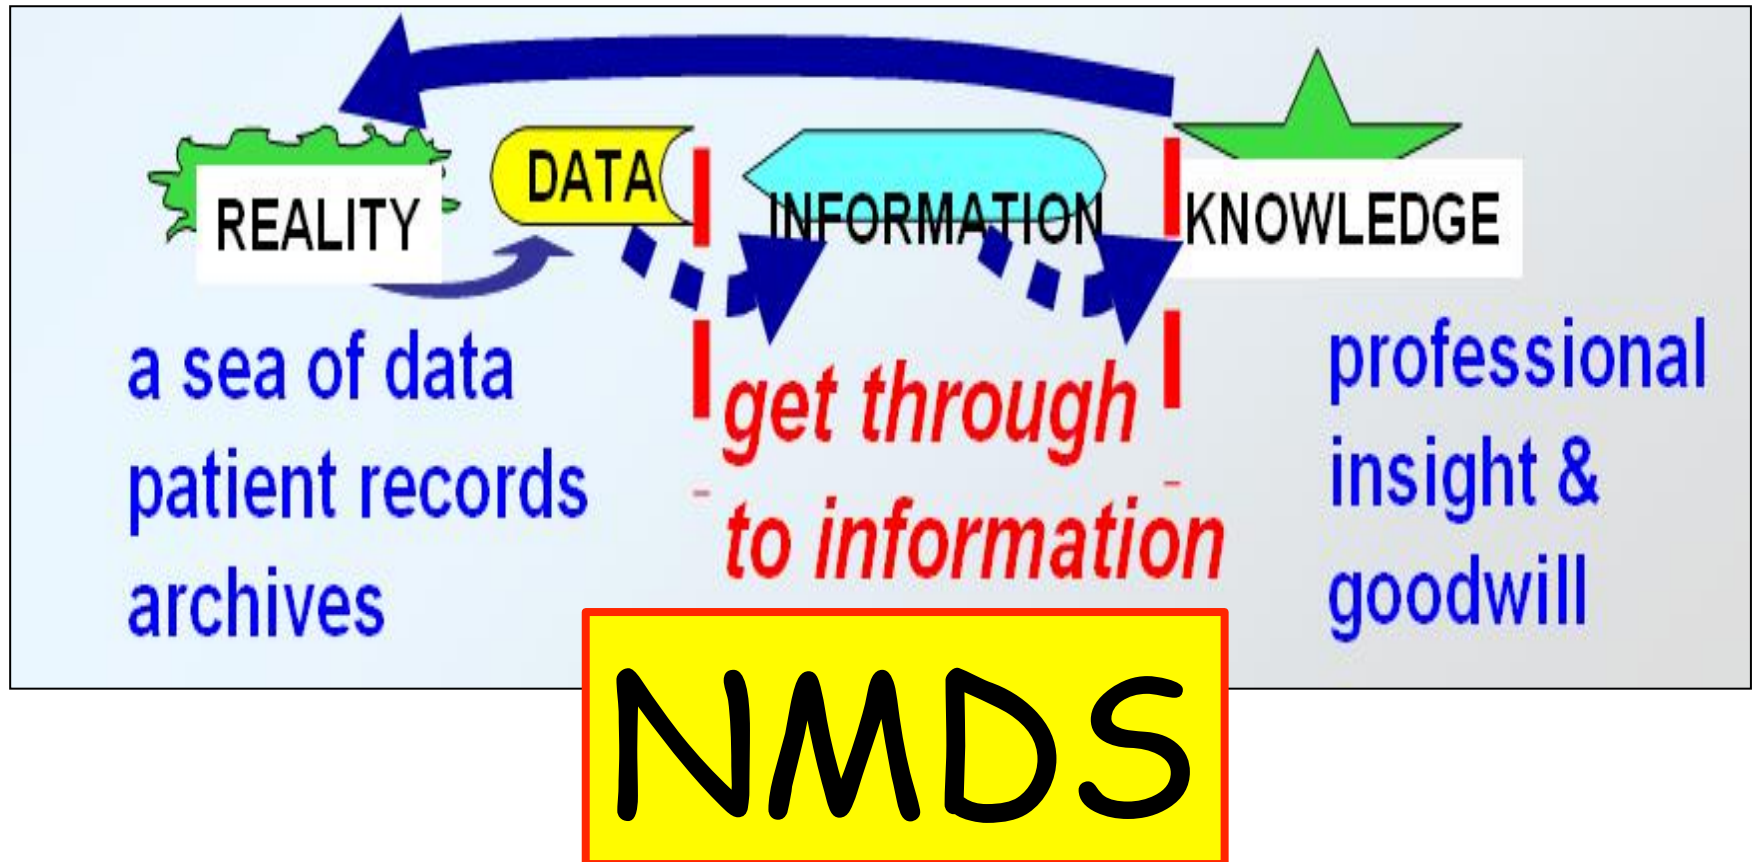 REALITY
DATA
INFORMATION
KNOWLEDGE
a sea of data
patient records
archives
get through
to information
professional
insight &
goodwill
NMDS